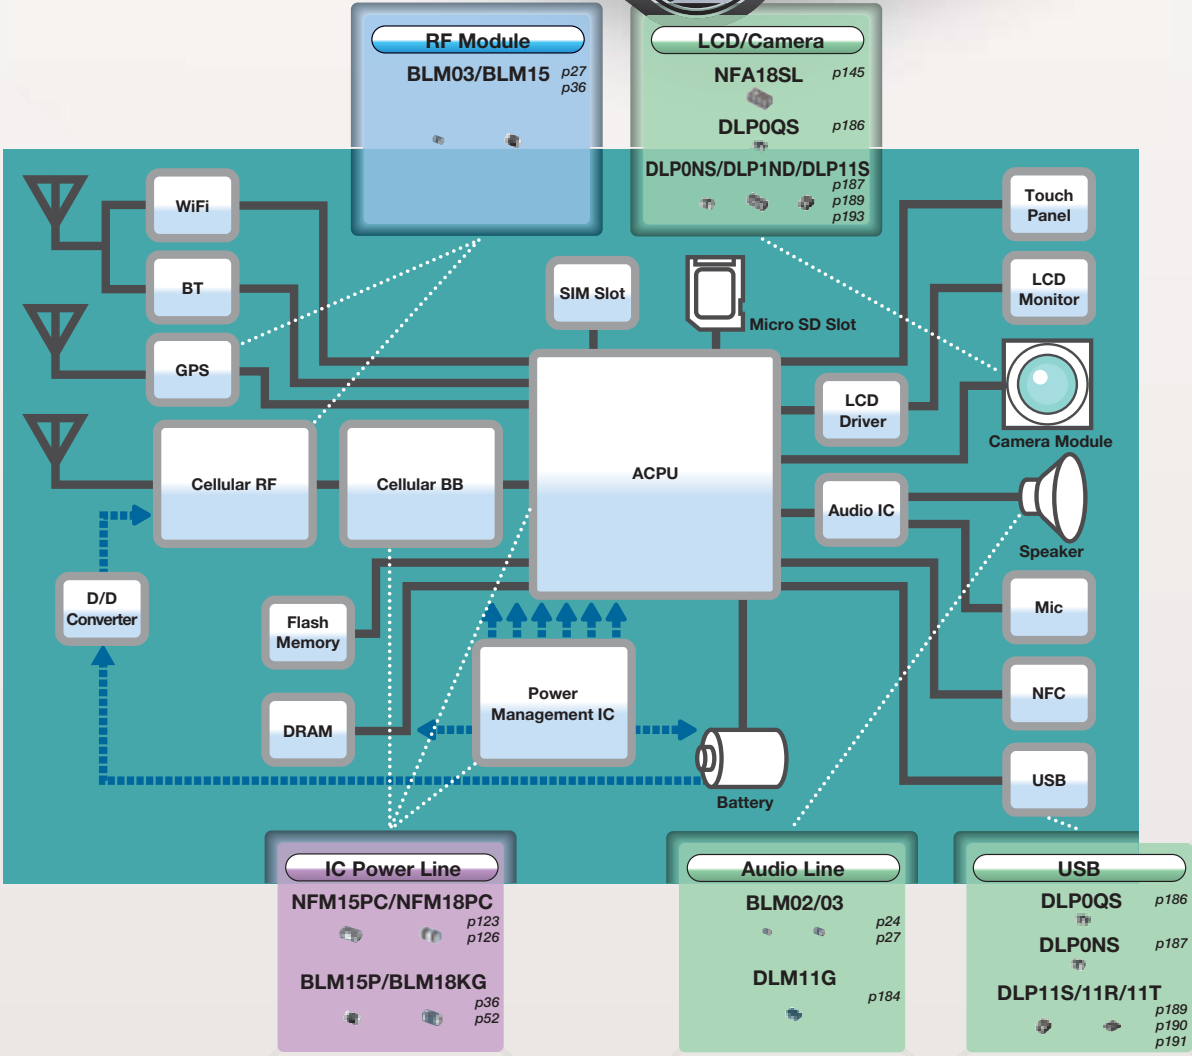 RF Module
BLM03/BLM15 p27
p36
LCD/Camera
NFA18SL p145
DLP0QS p186
DLP0NS/DLP1ND/DLP11S
p187
p189
p193
WiFi
BT
GPS
SIM Slot
Micro SD Slot
Touch
Panel
LCD
Monitor
LCD
Driver
Camera Module
Cellular RF
Cellular BB
ACPU
Audio IC
Speaker
D/D
Converter
Flash
Memory
Mic
Power
Management IC
NFC
DRAM
USB
Battery
IC Power Line
NFM15PC/NFM18PC
p123
p126
BLM15P/BLM18KG
p36
p52
Audio Line
BLM02/03
p24
p27
DLM11G
p184
USB
DLP0QS p186
DLP0NS p187
DLP11S/11R/11T
p189
p190
p191